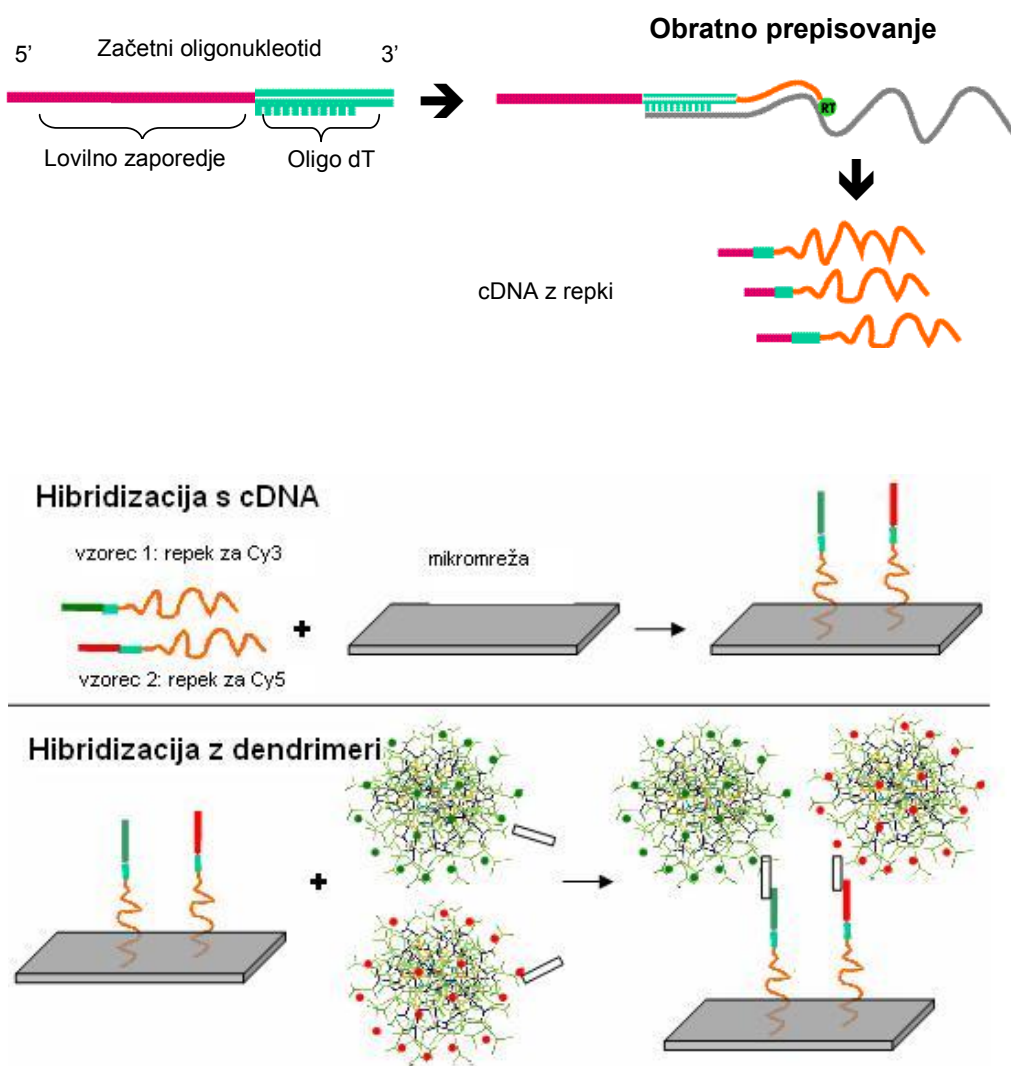 Obratno prepisovanje
5’ Začetni oligonukleotid 3’
RT
Lovilno zaporedje Oligo dT
cDNA z repki
Hibridizacija s cDNA
vzorec 1: repek za Cy3
mikromreža
vzorec 2: repek za Cy5
Hibridizacija z dendrimeri